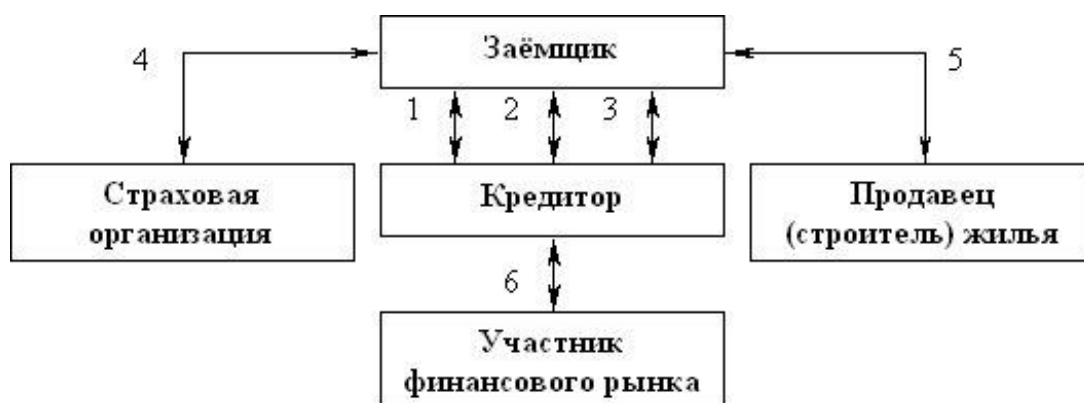 4
Заёмщик
5
1
2
3
Страховая
организация
Кредитор
Продавец
(строитель) жилья
6
Участник
финансового рынка